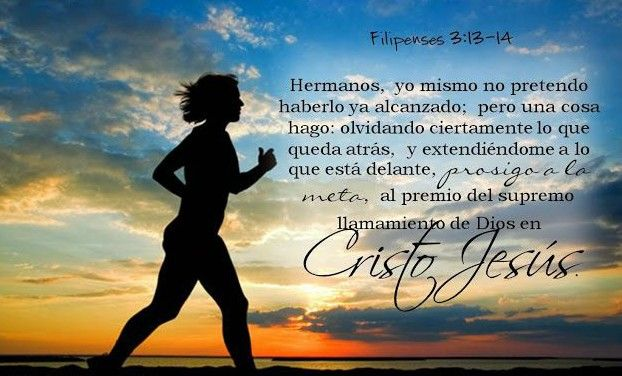 Filipenses 3:13-14
Hermanos, yo mismo no pretendo
haberlo ya alcanzado; pero una cosa
hago: olvidando ciertamente lo que
queda atrás, y extendiéndome a lo
que está delante, prosigo a la
meta, al premio del supremo
llamamiento de Dios en
Cristo Jesús.